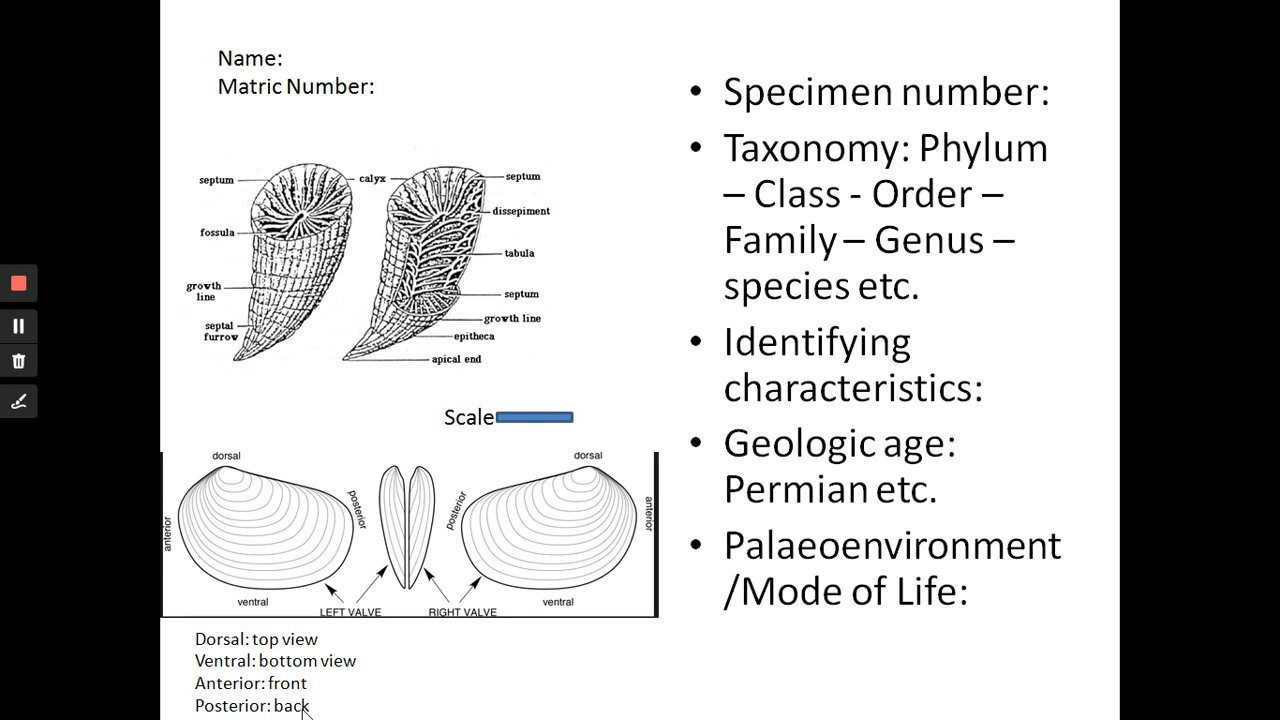 Name:
Matric Number:
septum
calyx
septum
dissepiment
fossula
tabula
growth
line
septum
growth line
septal
furrow
epitheca
apical end
Scale
dorsal
anterior
posterior
ventral
LEFT VALVE
RIGHT VALVE
dorsal
posterior
anterior
ventral
Dorsal: top view
Ventral: bottom view
Anterior: front
Posterior: back
• Specimen number:
• Taxonomy: Phylum
– Class - Order –
Family – Genus –
species etc.
• Identifying
characteristics:
• Geologic age:
Permian etc.
• Palaeoenvironment
/Mode of Life: